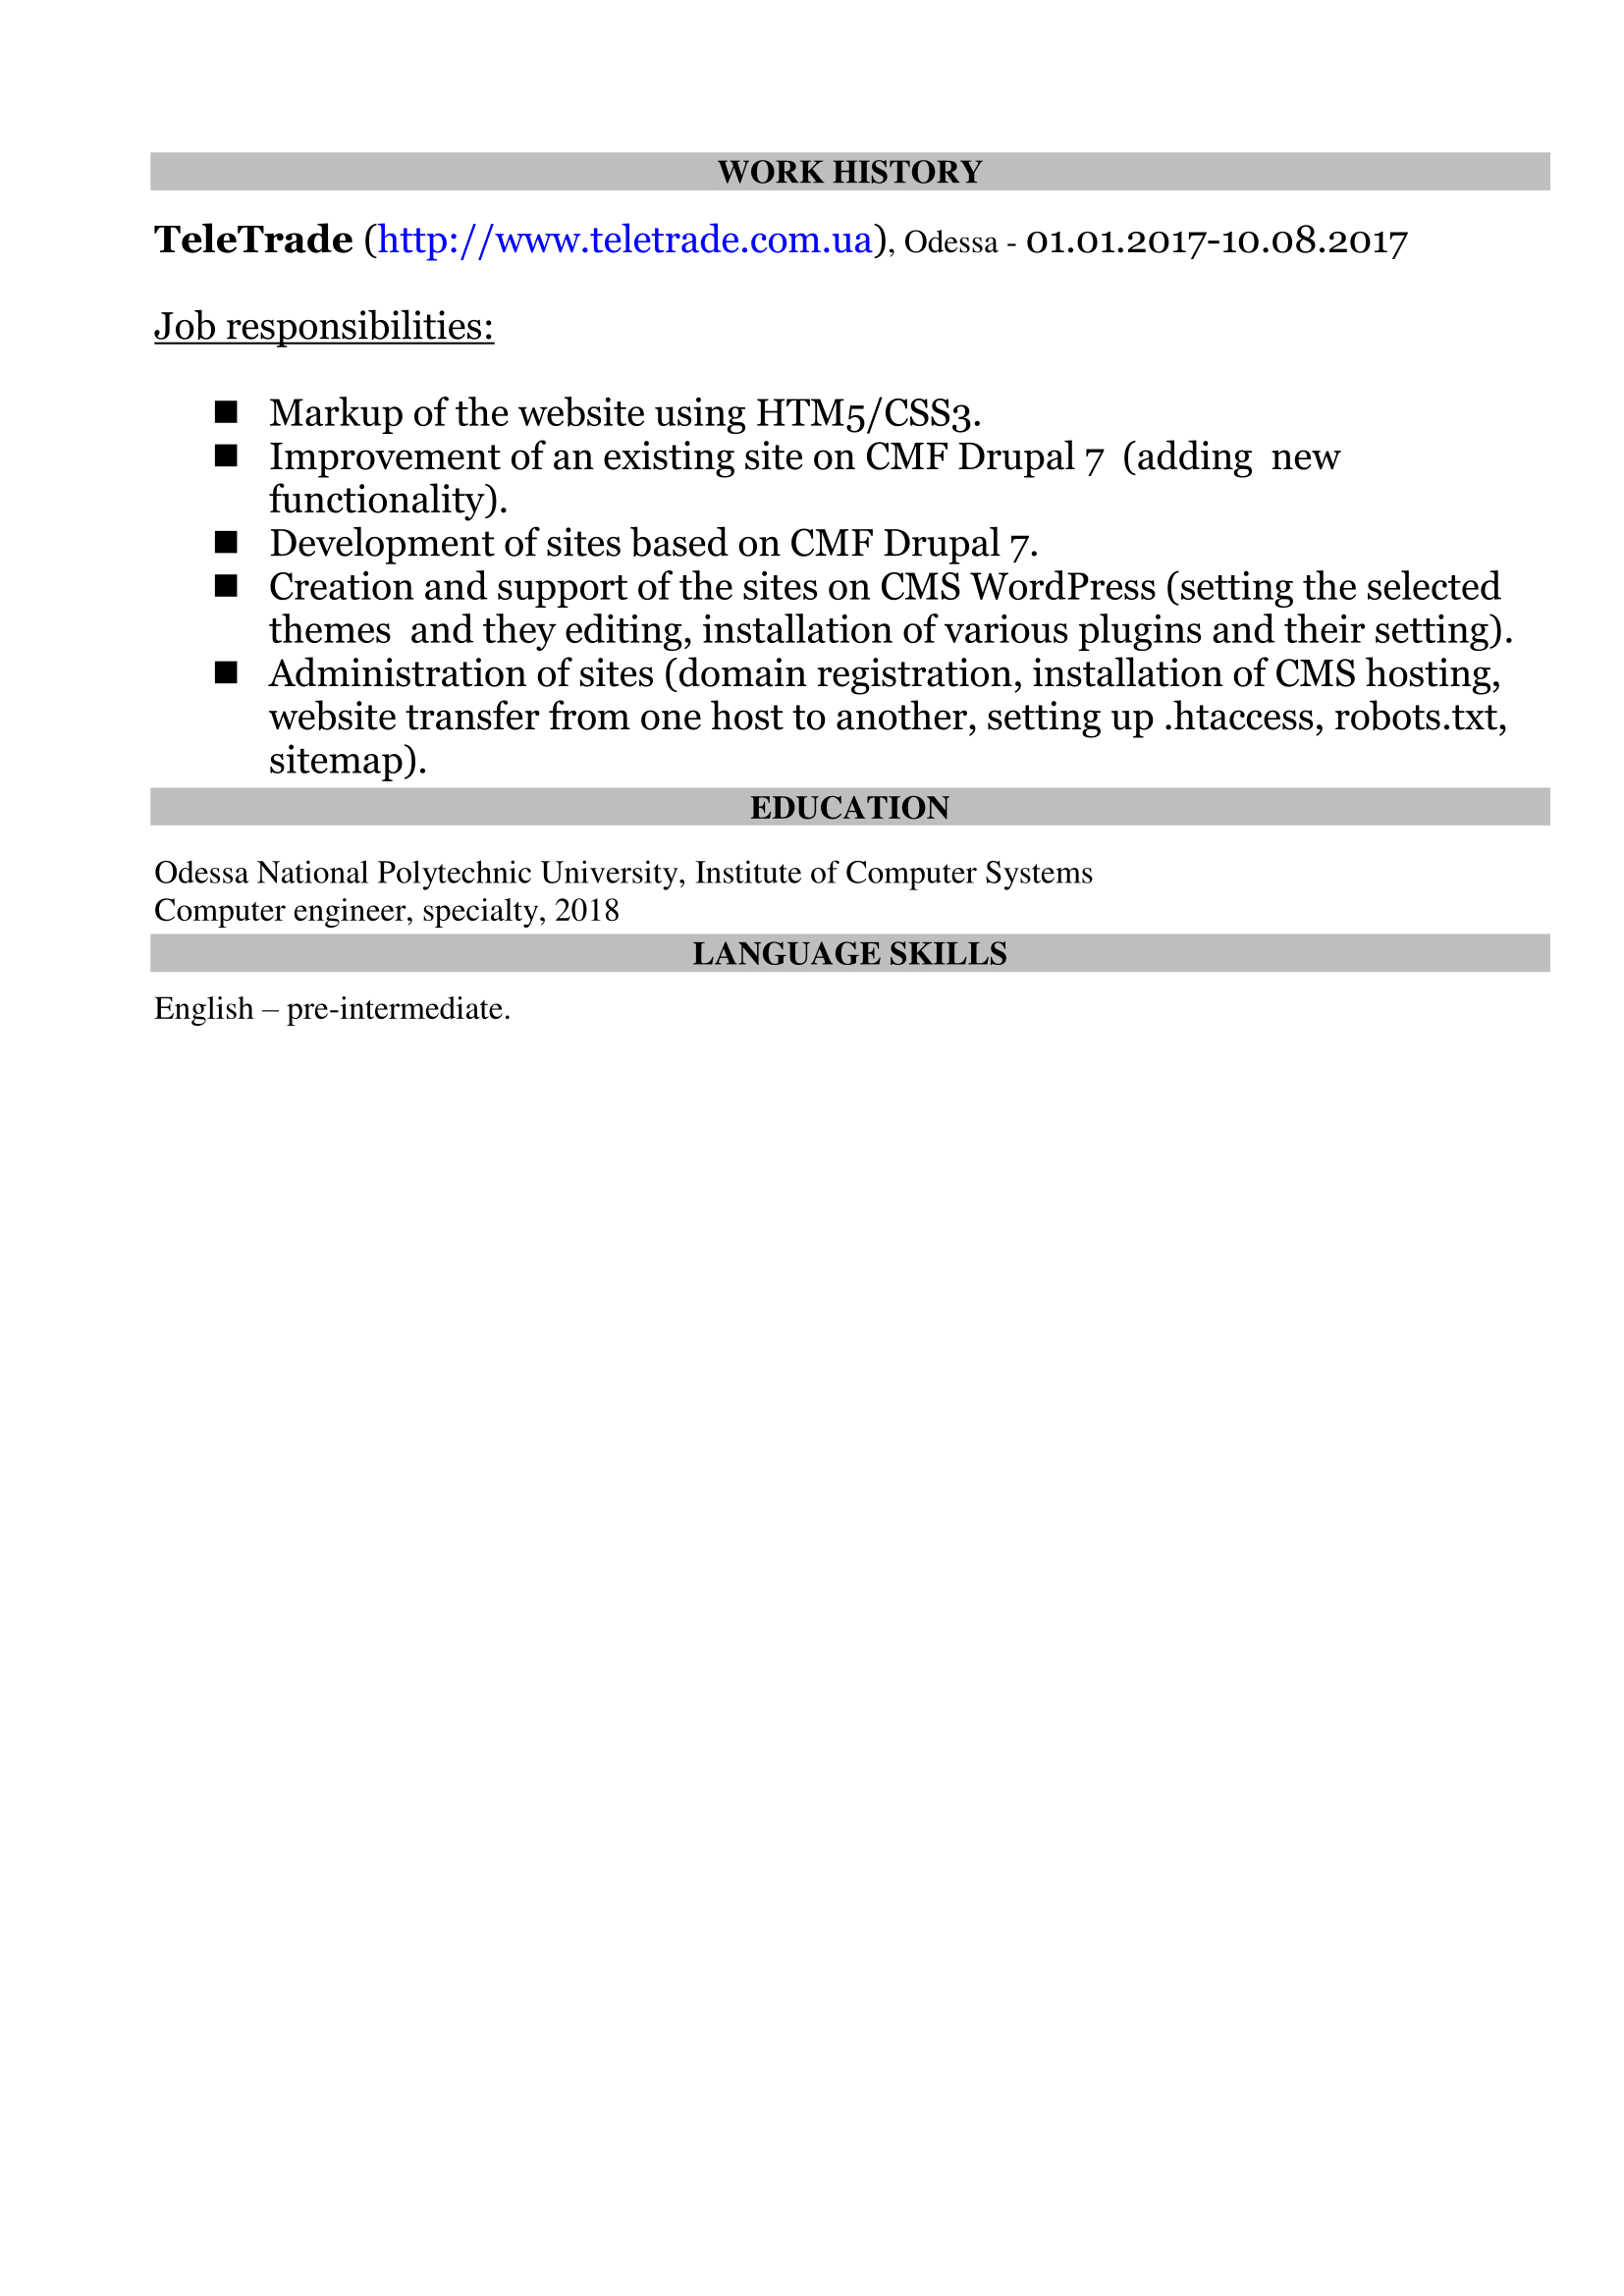 WORK HISTORY
TeleTrade (http://www.teletrade.com.ua), Odessa - 01.01.2017-10.08.2017
Job responsibilities:
■ Markup of the website using HTM5/CSS3.
■ Improvement of an existing site on CMF Drupal 7  (adding  new
functionality).
■ Development of sites based on CMF Drupal 7.
■ Creation and support of the sites on CMS WordPress (setting the selected
themes  and they editing, installation of various plugins and their setting).
■ Administration of sites (domain registration, installation of CMS hosting,
website transfer from one host to another, setting up .htaccess, robots.txt,
sitemap).
EDUCATION
Odessa National Polytechnic University, Institute of Computer Systems
Computer engineer, specialty, 2018
LANGUAGE SKILLS
English – pre-intermediate.